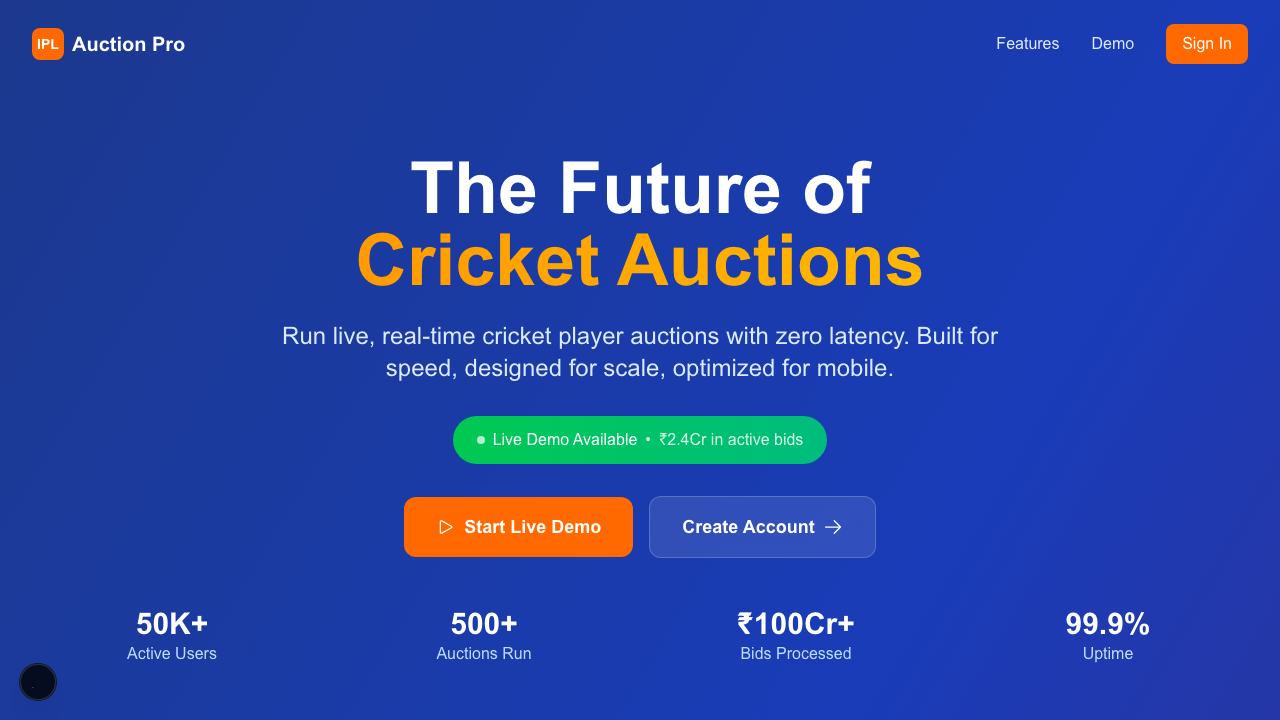 IPL Auction Pro
Features
Demo
Sign In
The Future of
Cricket Auctions
Run live, real-time cricket player auctions with zero latency. Built for
speed, designed for scale, optimized for mobile.
Live Demo Available • ₹2.4Cr in active bids
Start Live Demo
Create Account
50K+
Active Users
500+
Auctions Run
₹100Cr+
Bids Processed
99.9%
Uptime